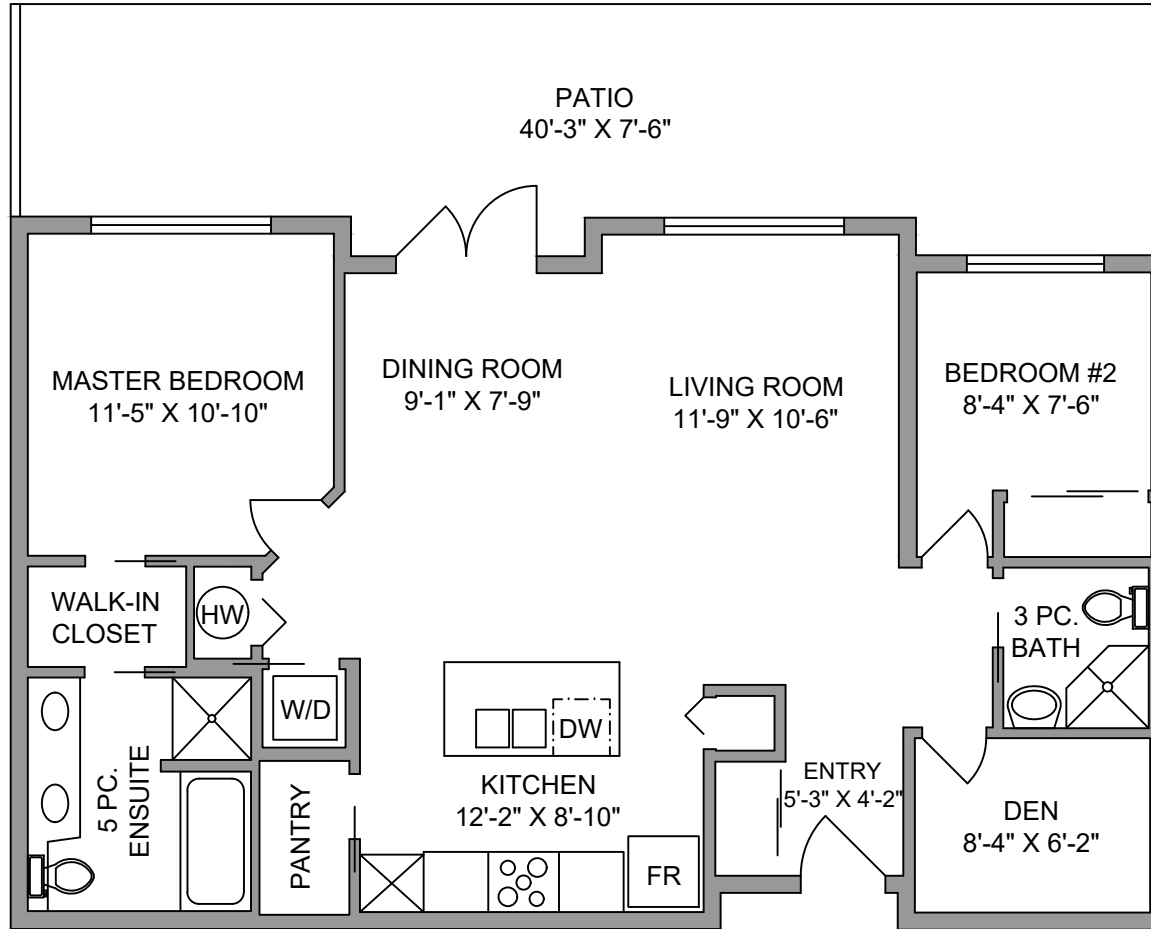 PATIO
40'-3" X 7'-6"
MASTER BEDROOM
11'-5" X 10'-10"
DINING ROOM
9'-1" X 7'-9"
LIVING ROOM
11'-9" X 10'-6"
BEDROOM #2
8'-4" X 7'-6"
WALK-IN
CLOSET
HW
3 PC.
BATH
W/D
DW
5 PC.
ENSUITE
PANTRY
KITCHEN
12'-2" X 8'-10"
FR
ENTRY
5'-3" X 4'-2"
DEN
8'-4" X 6'-2"